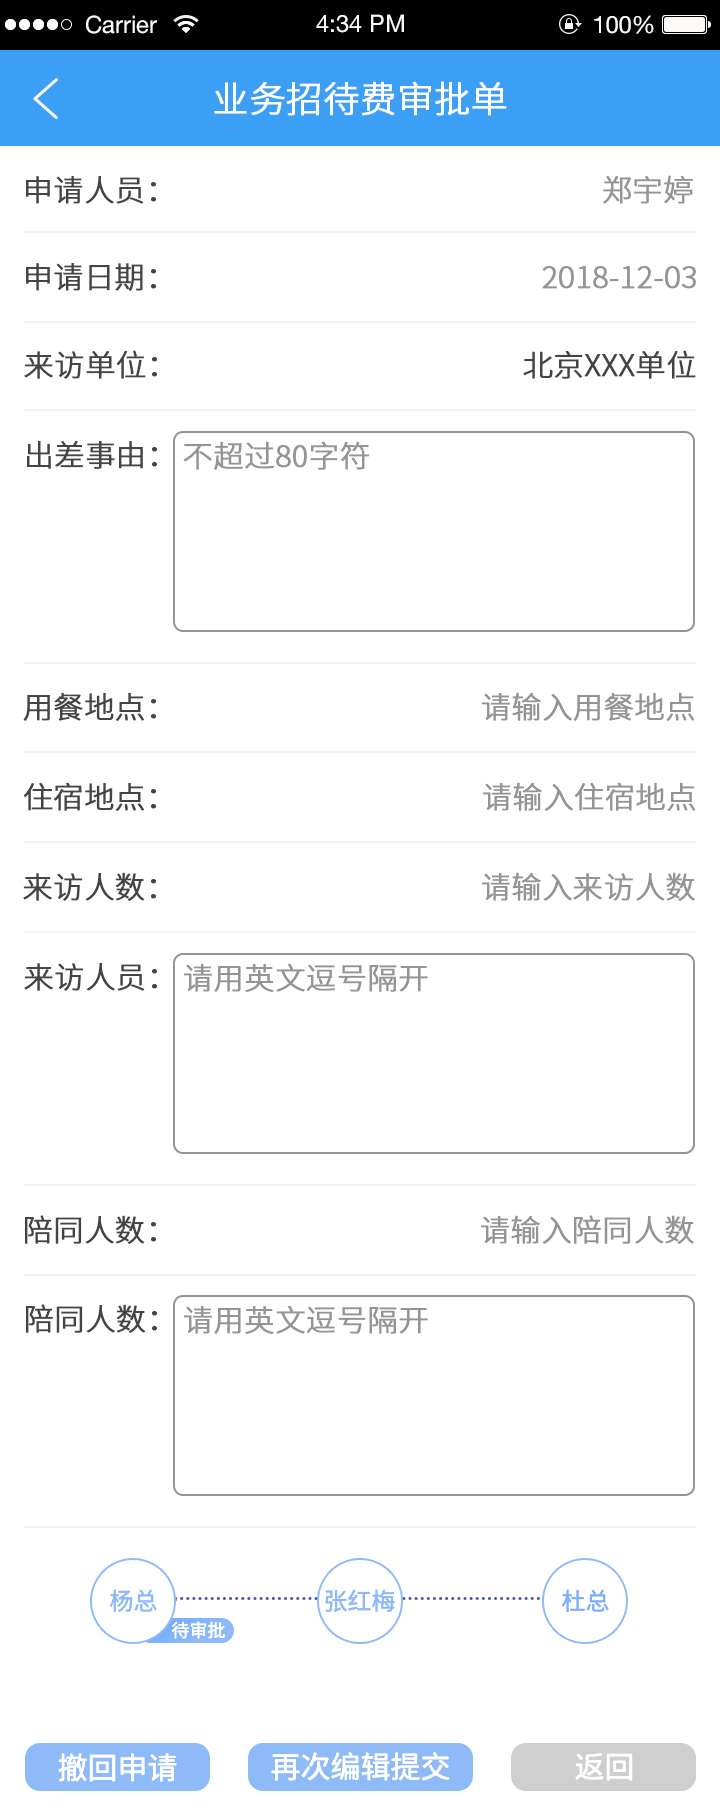 Carrier 4:34 PM 100%
业务招待费审批单
申请人员： 郑宇婷
申请日期： 2018-12-03
来访单位： 北京XXX单位
出差事由： 不超过80字符
用餐地点： 请输入用餐地点
住宿地点： 请输入住宿地点
来访人数： 请输入来访人数
来访人员： 请用英文逗号隔开
陪同人数： 请输入陪同人数
陪同人数： 请用英文逗号隔开
杨总 张红梅 杜总
待审批
撤回申请 再次编辑提交 返回